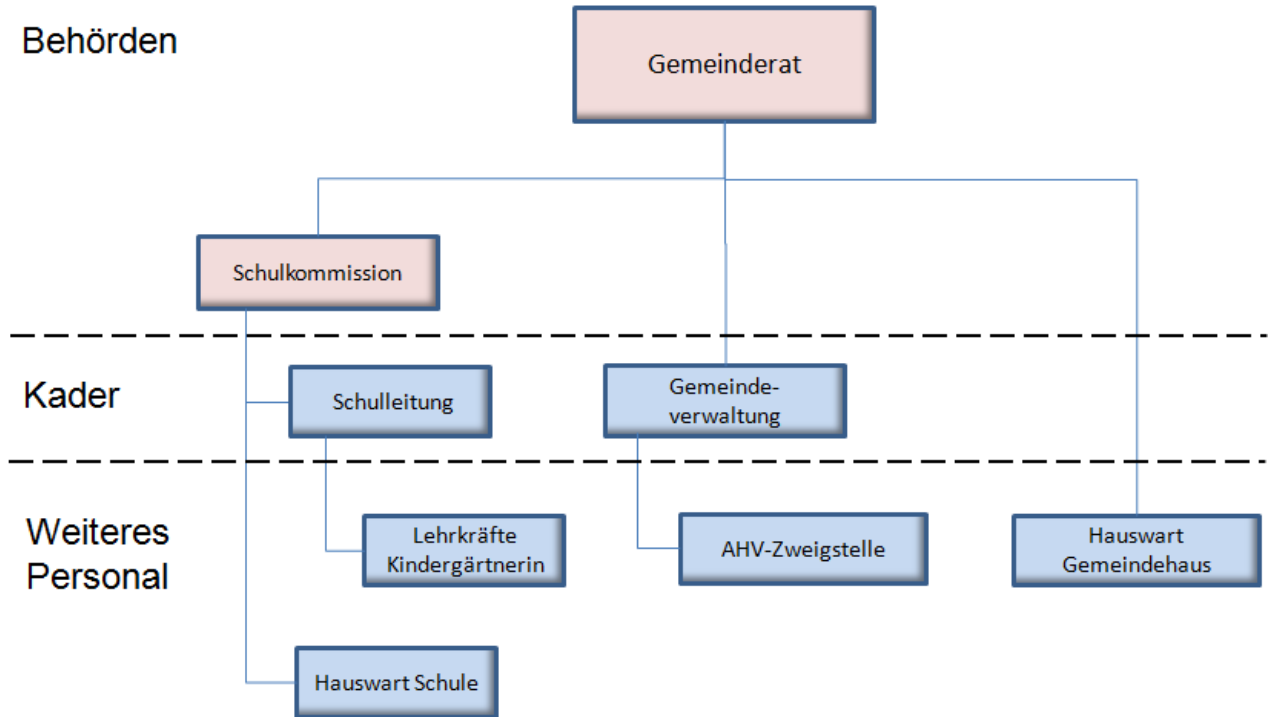 Behörden
Gemeinderat
Schulkommission
Kader
Schulleitung
Gemeinde-
verwaltung
Weiteres
Personal
Lehrkräfte
Kindergärtnerin
AHV-Zweigstelle
Hauswart
Gemeindehaus
Hauswart Schule